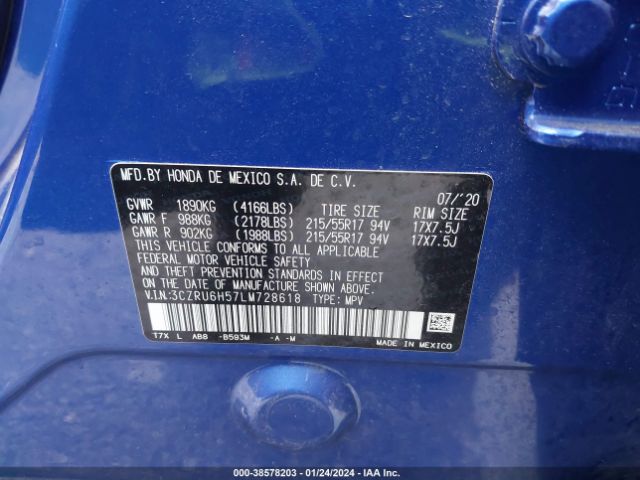 MFD.BY HONDA DE MEXICO S.A. DE C.V.
07/'20
GVWR 1890KG (4166LBS) TIRE SIZE RIM SIZE
GAWR F 988KG (2178LBS) 215/55R17 94V 17X7.5J
GAWR R 902KG (1988LBS) 215/55R17 94V 17X7.5J
THIS VEHICLE CONFORMS TO ALL APPLICABLE
FEDERAL MOTOR VEHICLE SAFETY
AND THEFT PREVENTION STANDARDS IN EFFECT
ON THE DATE OF MANUFACTURE SHOWN ABOVE.
V.I.N:3CZRU6H57LM728618 TYPE: MPV
T7X L ABB -B593M -A -M MADE IN MEXICO
000-38578203 - 01/24/2024 - IAA Inc.